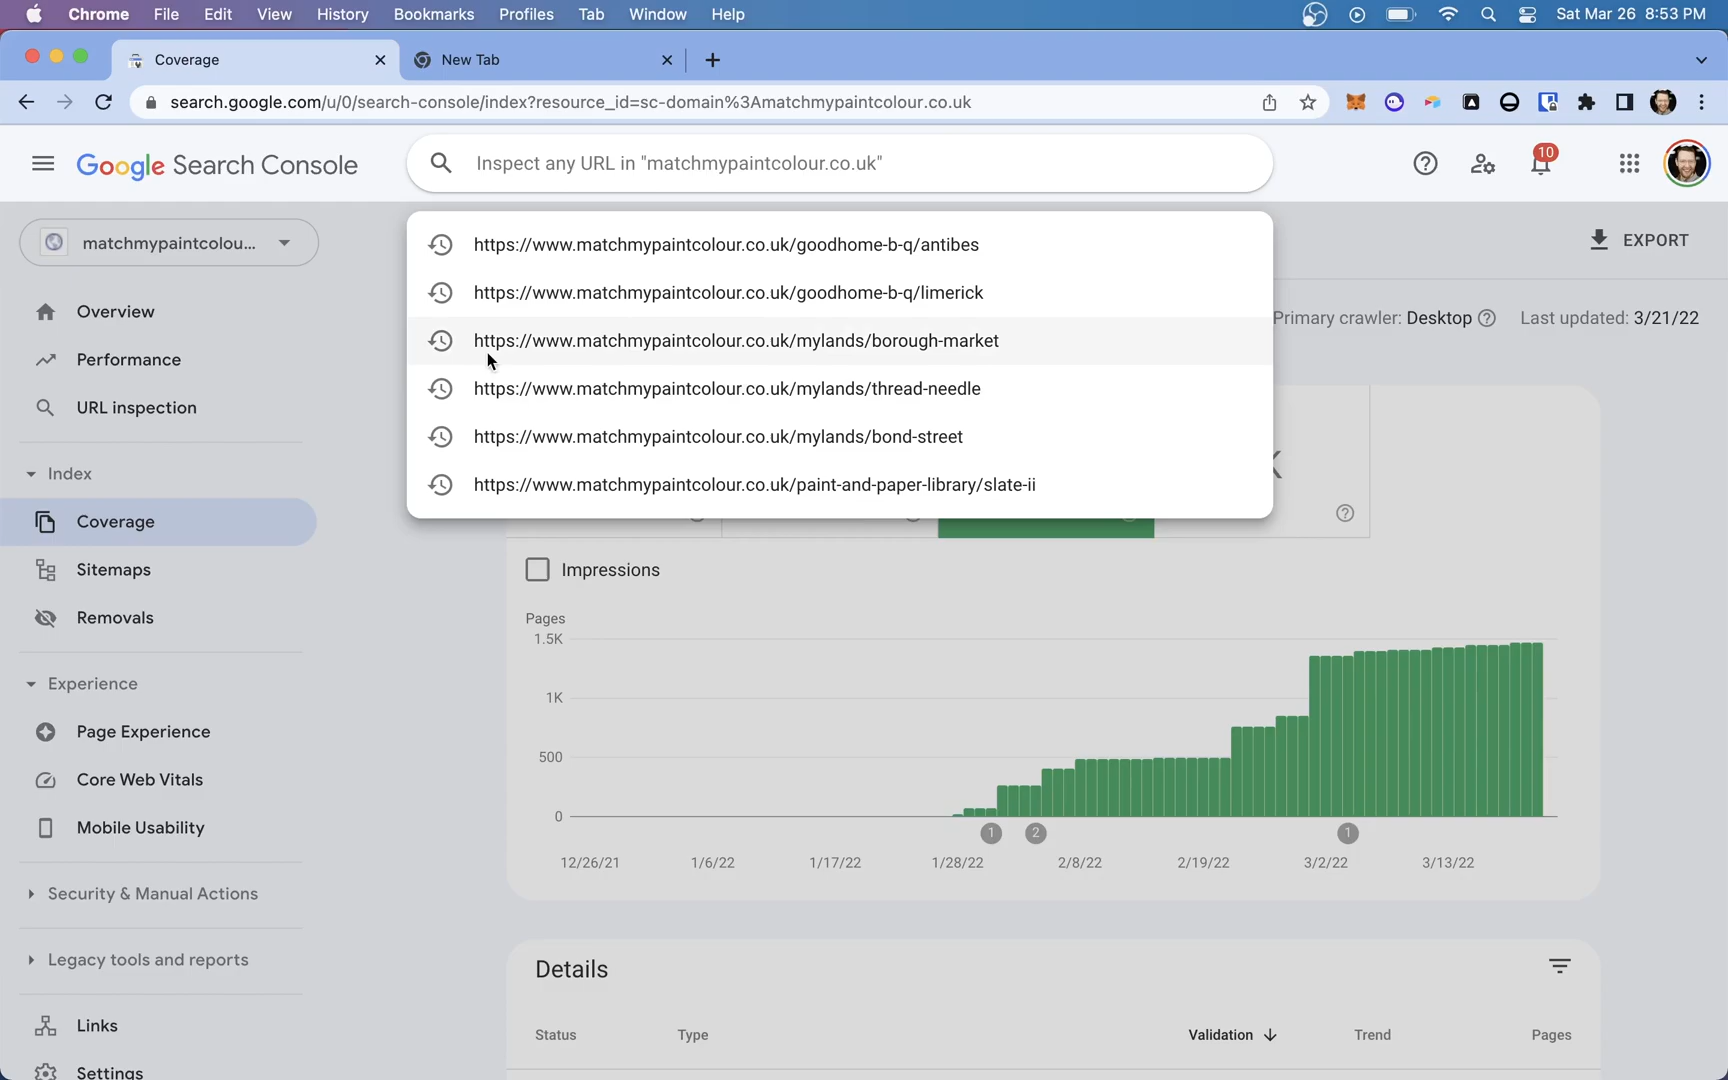 Chrome File Edit View History Bookmarks Profiles Tab Window Help Sat Mar 26 8:53 PM
Coverage New Tab
search.google.com/u/0/search-console/index?resource_id=sc-domain%3Amatchmypaintcolour.co.uk
Google Search Console
Inspect any URL in "matchmypaintcolour.co.uk"
10
matchmypaintcolou...
EXPORT
https://www.matchmypaintcolour.co.uk/goodhome-b-q/antibes
https://www.matchmypaintcolour.co.uk/goodhome-b-q/limerick
https://www.matchmypaintcolour.co.uk/mylands/borough-market
https://www.matchmypaintcolour.co.uk/mylands/thread-needle
https://www.matchmypaintcolour.co.uk/mylands/bond-street
https://www.matchmypaintcolour.co.uk/paint-and-paper-library/slate-ii
Primary crawler: Desktop Last updated: 3/21/22
Overview
Performance
URL inspection
Index
Coverage
Sitemaps
Removals
Experience
Page Experience
Core Web Vitals
Mobile Usability
Security & Manual Actions
Legacy tools and reports
Links
Settings
Impressions
Pages
1.5K
1K
500
0
1 2 1
12/26/21 1/6/22 1/17/22 1/28/22 2/8/22 2/19/22 3/2/22 3/13/22
Details
Status Type Validation Trend Pages